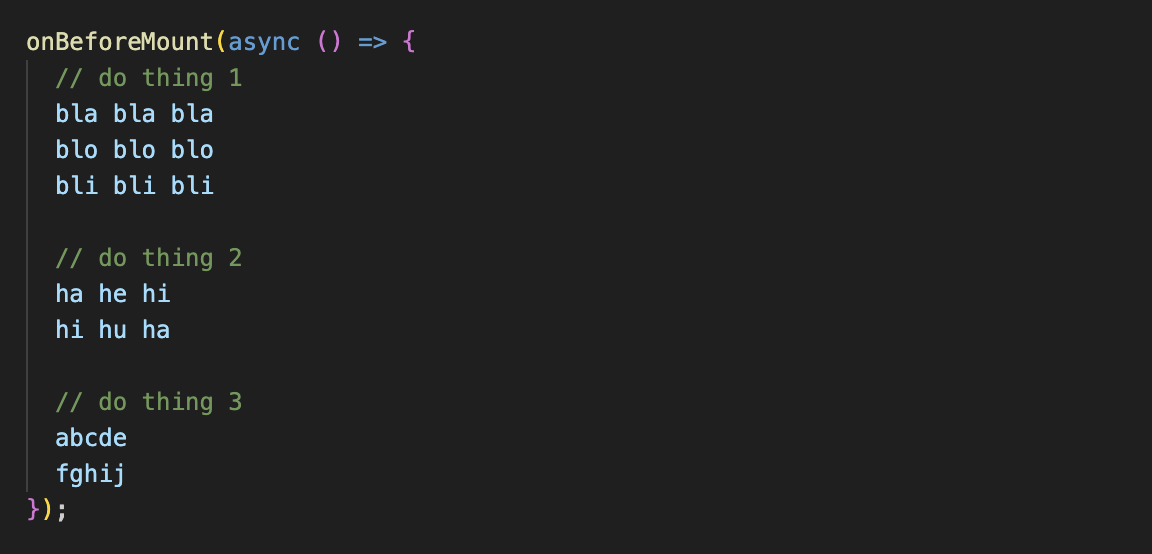 onBeforeMount(async () => {
// do thing 1
bla bla bla
blo blo blo
bli bli bli
// do thing 2
ha he hi
hi hu ha
// do thing 3
abcde
fghij
});